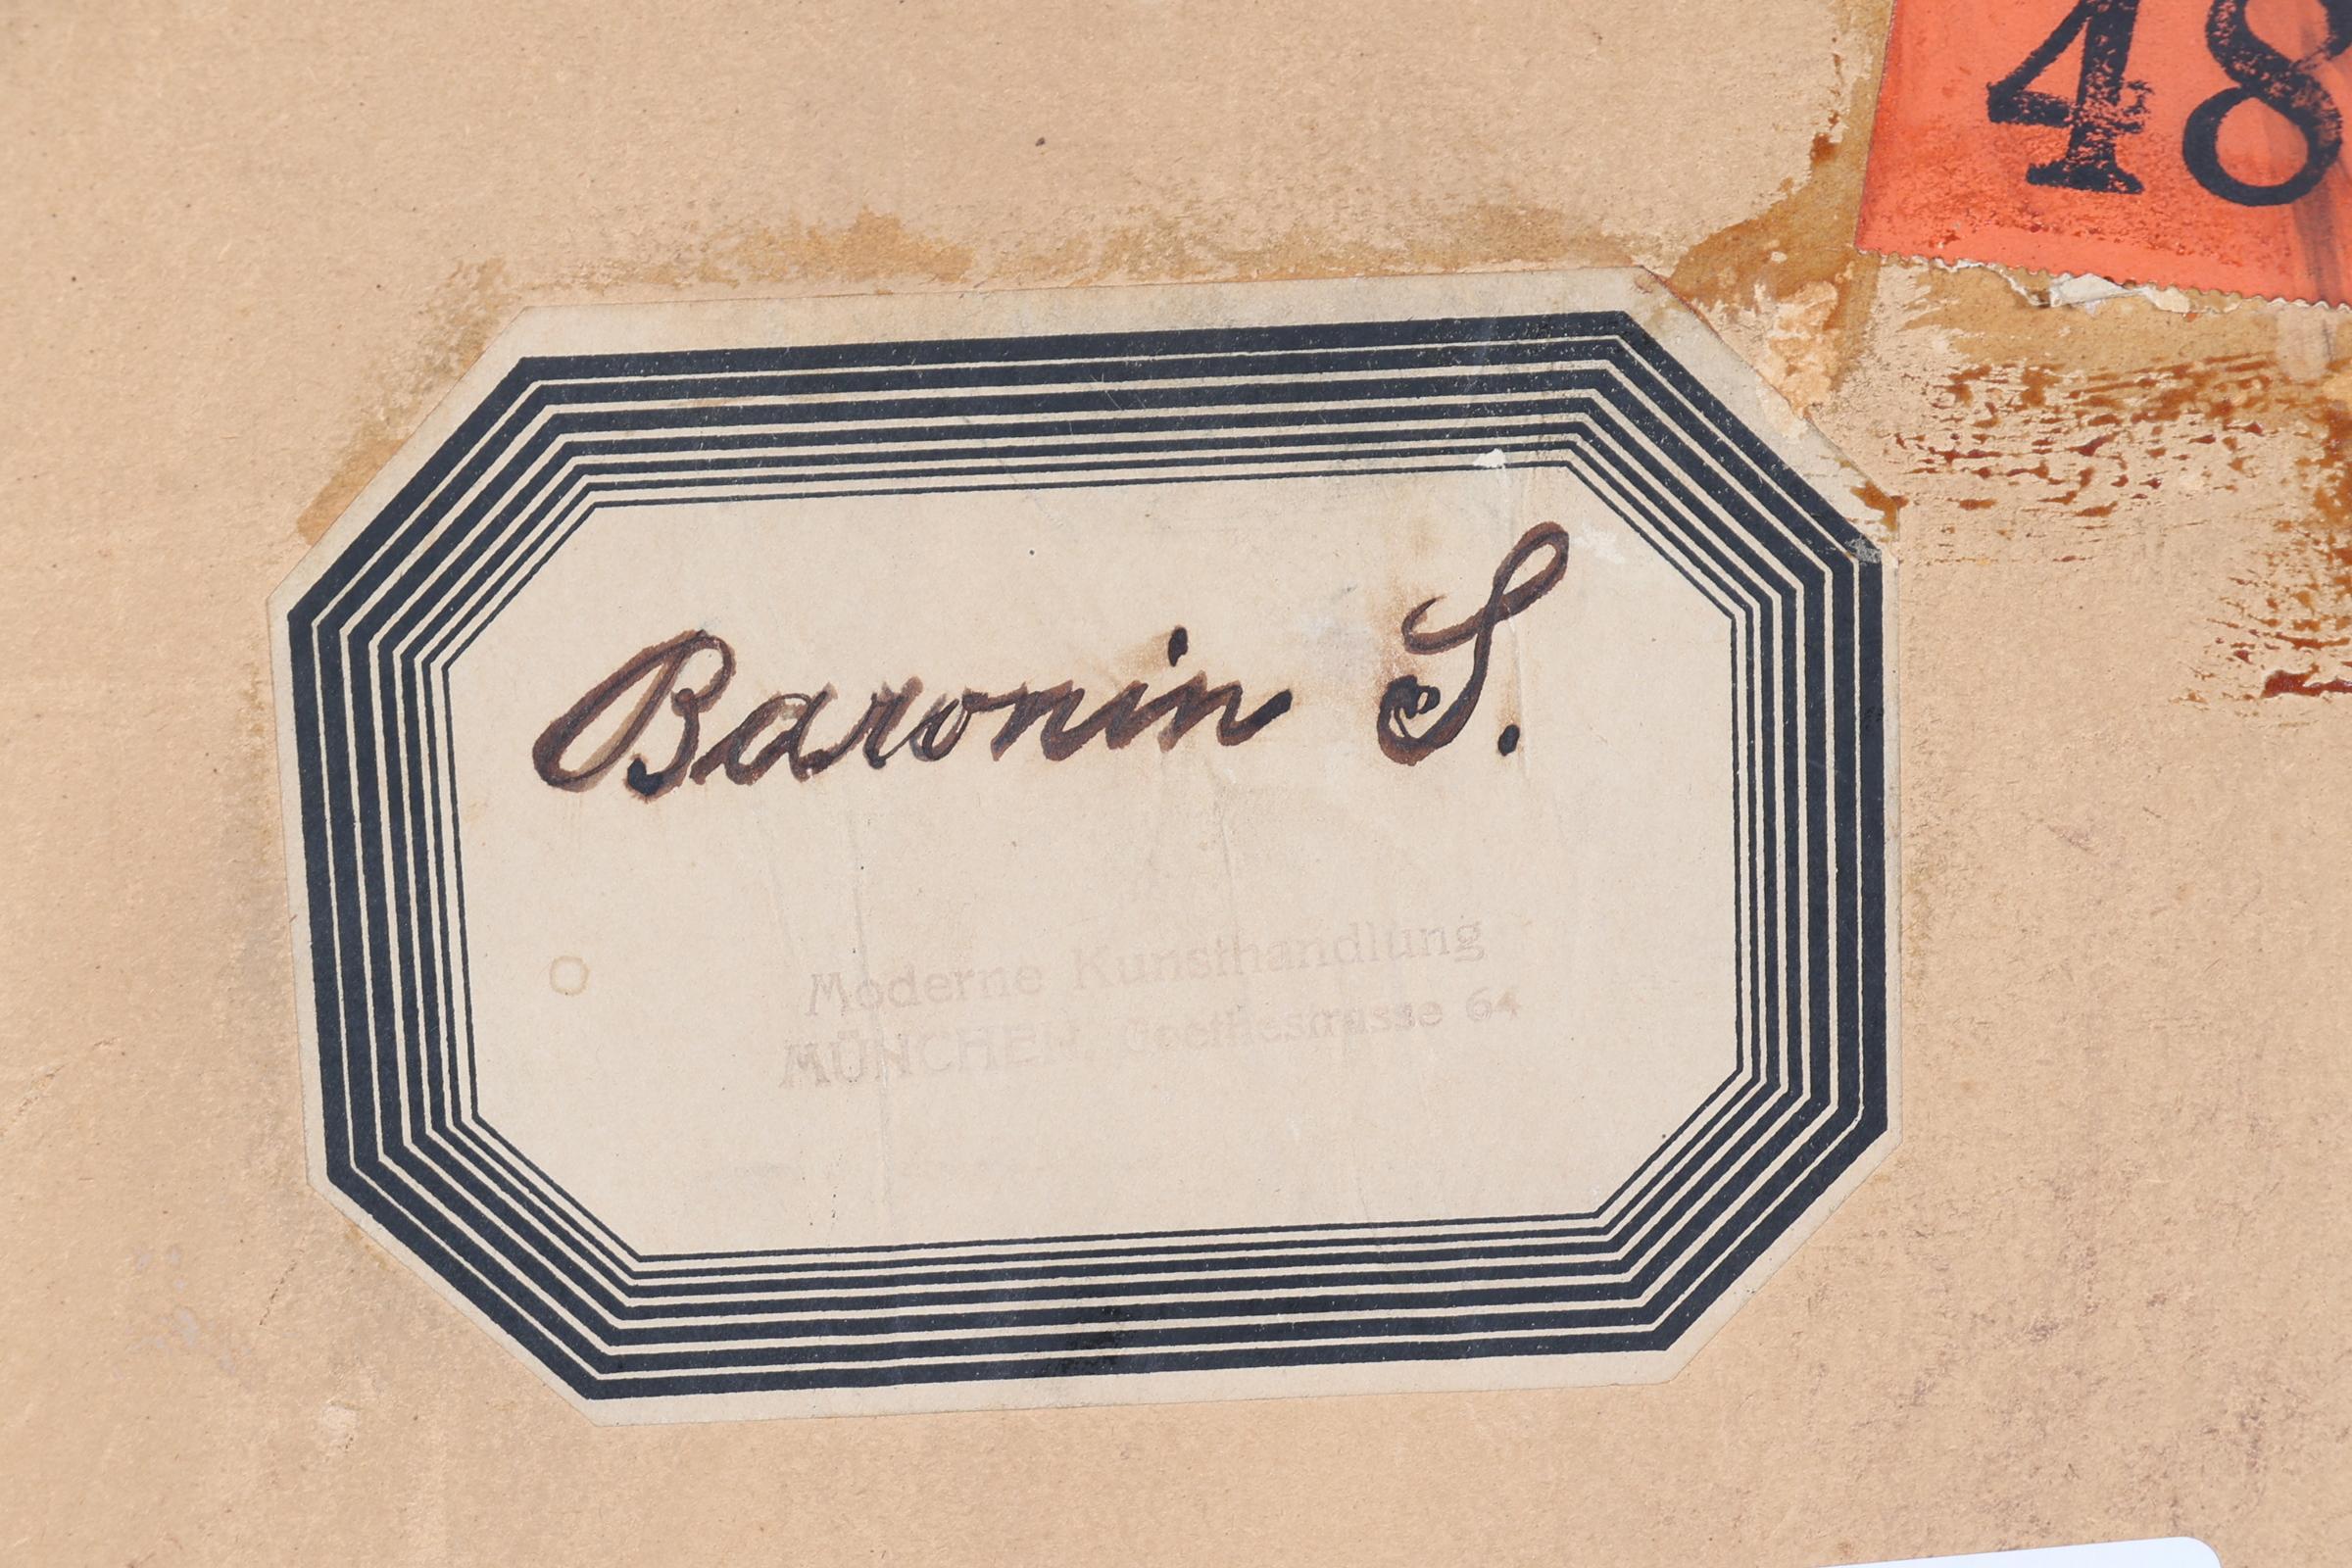 48
Baronin S.
Moderne Kunsthandlung
MÜNCHEN, Goethestrasse 64